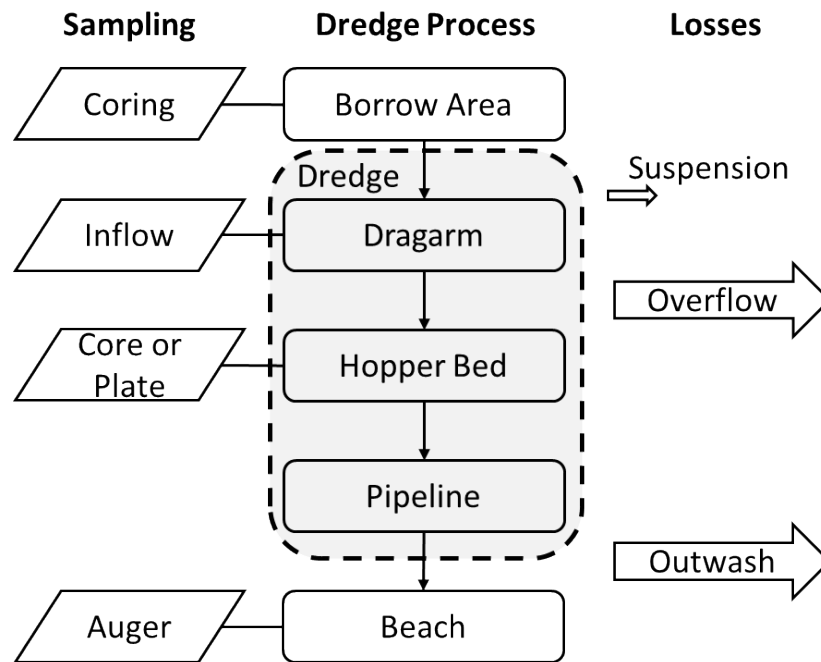 Sampling Dredge Process Losses
Coring Borrow Area
Dredge Suspension
Inflow Dragarm
Overflow
Core or
Plate Hopper Bed
Pipeline
Outwash
Auger Beach